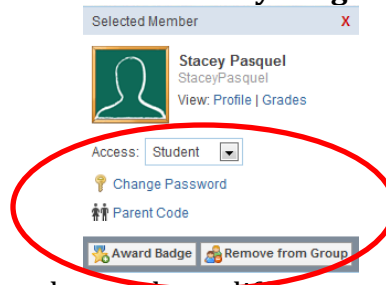 Selected Member X
Stacey Pasquel
StaceyPasquel
View: Profile | Grades
Access: Student
Change Password
Parent Code
Award Badge Remove from Group